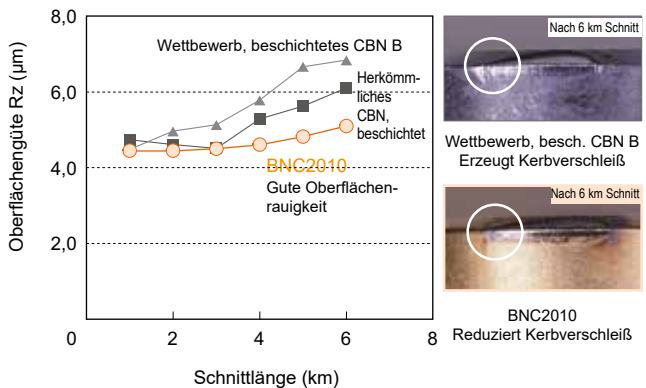 Oberflächengüte Rz (μm)
8,0
6,0
4,0
2,0
0
0
2
4
6
8
Schnittlänge (km)
Wettbewerb, beschichtetes CBN B
Herkömm-
liches
CBN,
beschichtet
BNC2010
Gute Oberflächen-
rauigkeit
Nach 6 km Schnitt
Wettbewerb, besch. CBN B
Erzeugt Kerbverschleiß
Nach 6 km Schnitt
BNC2010
Reduziert Kerbverschleiß